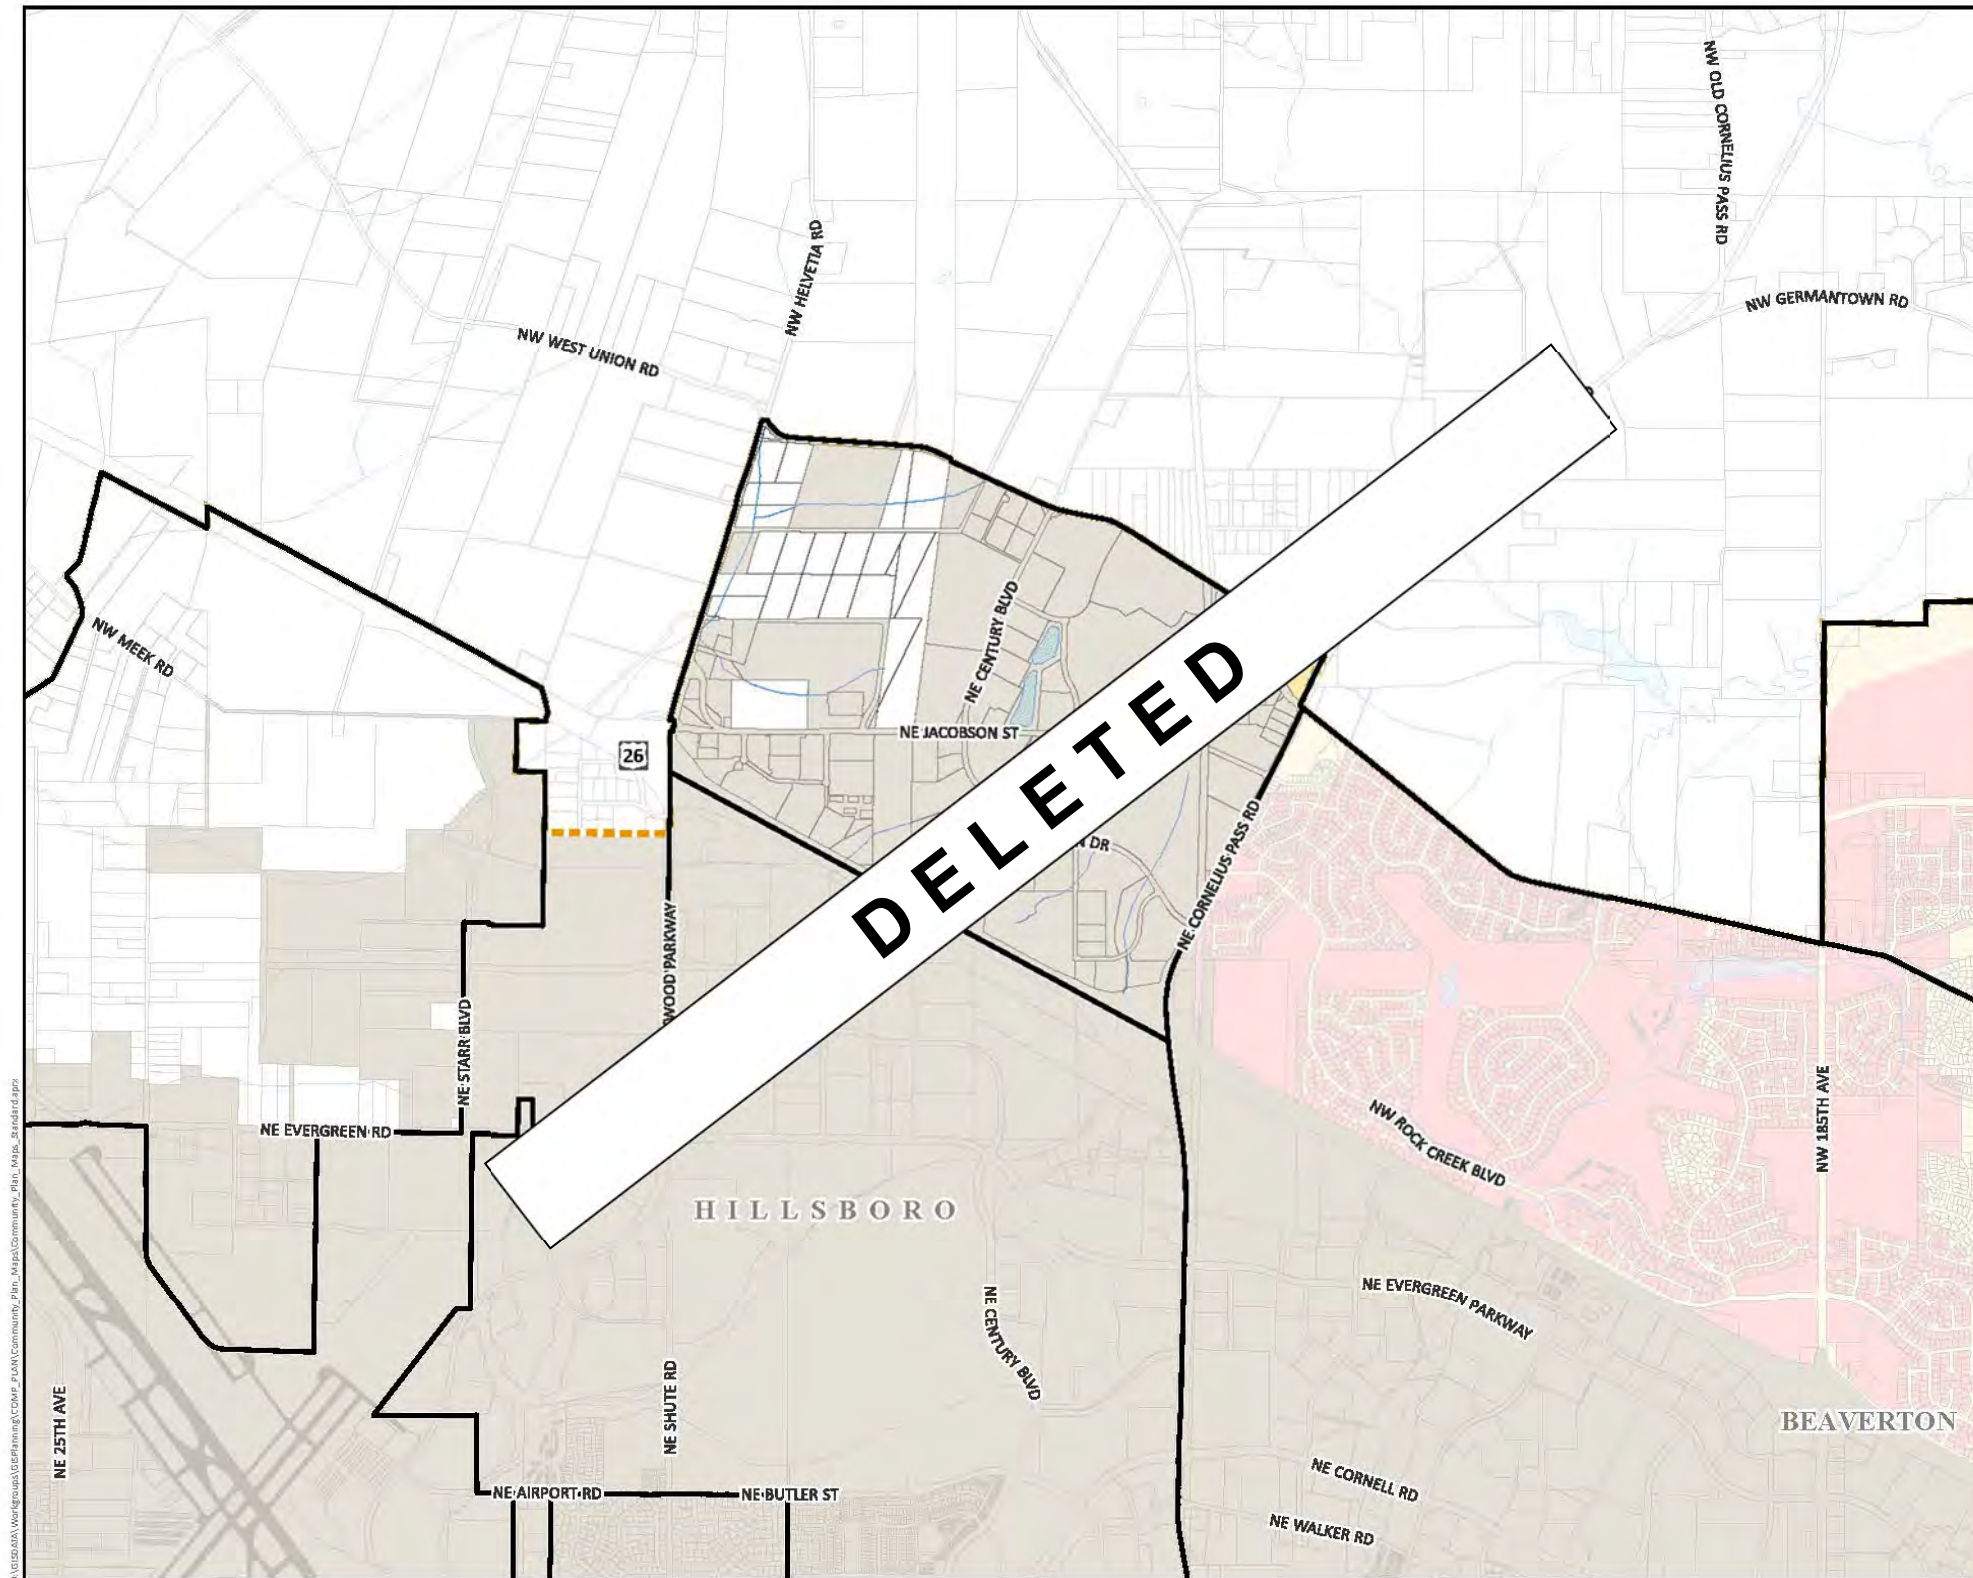 NW OLD CORNELIUS PASS RD
NW HELVETIA RD
NW GERMANTOWN RD
NW WEST UNION RD
NW MEEK RD
NE CENTURY BLVD
DELETED
26
NE JACOBSON ST
DR
NE CORNELIUS PASS RD
WOOD PARKWAY
NE STARR BLVD
NE EVERGREEN RD
NW ROCK CREEK BLVD
NW 185TH AVE
HILLSBORO
NE EVERGREEN PARKWAY
NE CENTURY BLVD
NE SHUTE RD
NE 25TH AVE
BEAVERTON
NE AIRPORT RD
NE BUTLER ST
NE CORNELL RD
NE WALKER RD